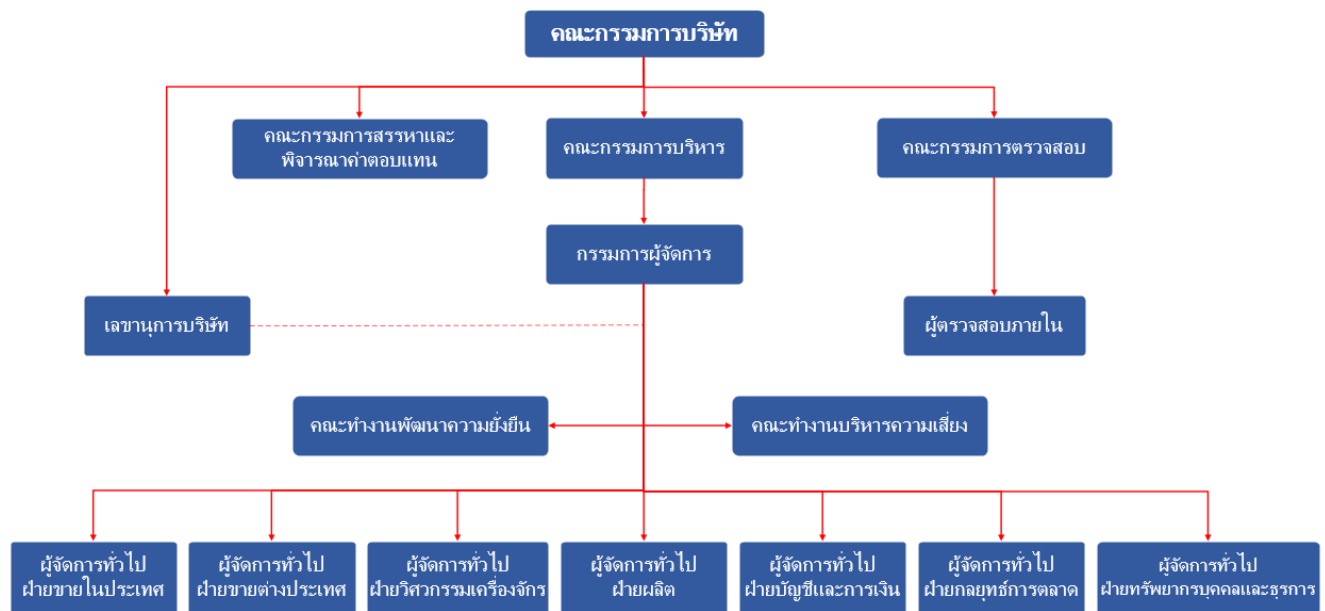 คณะกรรมการบริษัท
คณะกรรมการสรรหาและ
พิจารณาค่าตอบแทน
คณะกรรมการบริหาร
คณะกรรมการตรวจสอบ
กรรมการผู้จัดการ
เลขานุการบริษัท
ผู้ตรวจสอบภายใน
คณะทำงานพัฒนาความยั่งยืน
คณะทำงานบริหารความเสี่ยง
ผู้จัดการทั่วไป
ฝ่ายขายในประเทศ
ผู้จัดการทั่วไป
ฝ่ายขายต่างประเทศ
ผู้จัดการทั่วไป
ฝ่ายวิศวกรรมเครื่องจักร
ผู้จัดการทั่วไป
ฝ่ายผลิต
ผู้จัดการทั่วไป
ฝ่ายบัญชีและการเงิน
ผู้จัดการทั่วไป
ฝ่ายกลยุทธ์การตลาด
ผู้จัดการทั่วไป
ฝ่ายทรัพยากรบุคคลและธุรการ